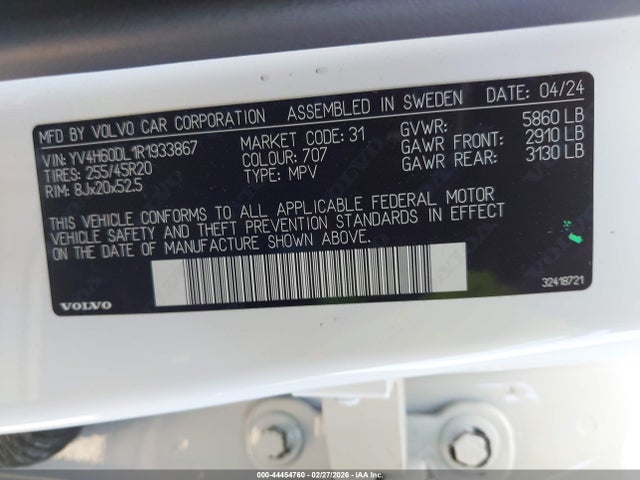 MFD BY VOLVO CAR CORPORATION ASSEMBLED IN SWEDEN DATE: 04/24
VIN: YV4H60DL1R1933867 MARKET CODE: 31 GVWR: 5860 LB
TIRES: 255/45R20 COLOUR: 707 GAWR FRONT: 2910 LB
RIM: 8Jx20x52.5 TYPE: MPV GAWR REAR: 3130 LB
THIS VEHICLE CONFORMS TO ALL APPLICABLE FEDERAL MOTOR
VEHICLE SAFETY AND THEFT PREVENTION STANDARDS IN EFFECT
ON THE DATE OF MANUFACTURE SHOWN ABOVE.
VOLVO 32418721
000-44454760 - 02/27/2026 - IAA Inc.